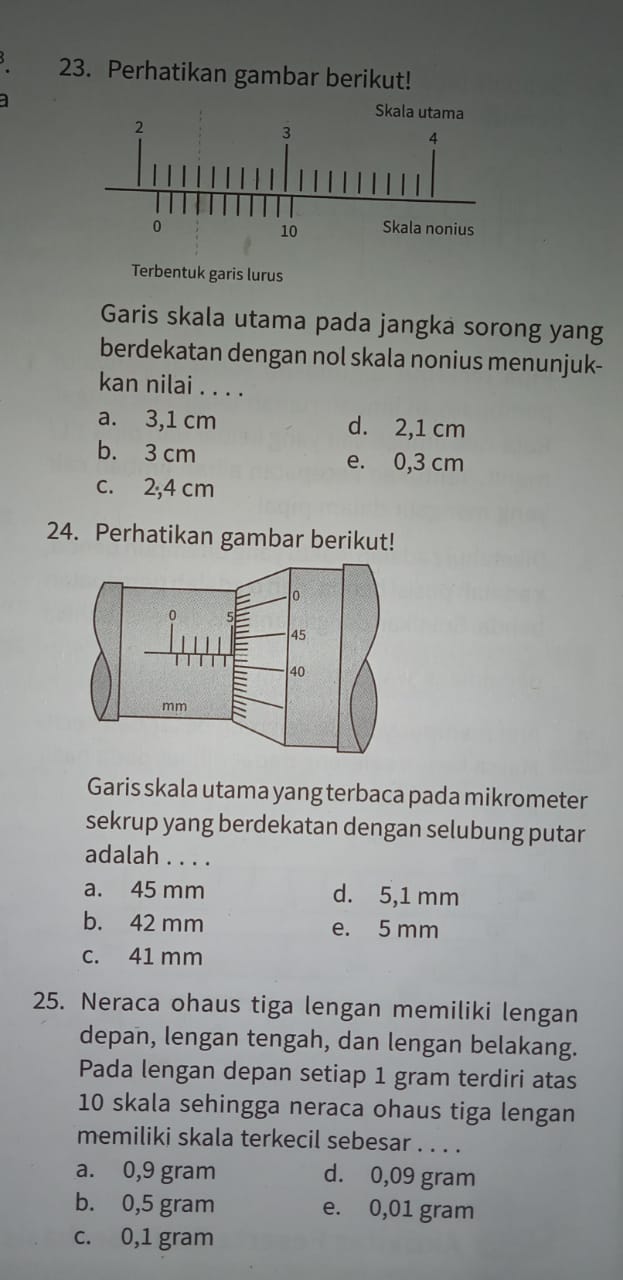 23. Perhatikan gambar berikut!
Skala utama
2 3 4
0 10 Skala nonius
Terbentuk garis lurus
Garis skala utama pada jangka sorong yang
berdekatan dengan nol skala nonius menunjuk-
kan nilai . . . .
a. 3,1 cm d. 2,1 cm
b. 3 cm e. 0,3 cm
c. 2,4 cm
24. Perhatikan gambar berikut!
0
0 5
45
40
mm
Garis skala utama yang terbaca pada mikrometer
sekrup yang berdekatan dengan selubung putar
adalah . . . .
a. 45 mm d. 5,1 mm
b. 42 mm e. 5 mm
c. 41 mm
25. Neraca ohaus tiga lengan memiliki lengan
depan, lengan tengah, dan lengan belakang.
Pada lengan depan setiap 1 gram terdiri atas
10 skala sehingga neraca ohaus tiga lengan
memiliki skala terkecil sebesar . . . .
a. 0,9 gram d. 0,09 gram
b. 0,5 gram e. 0,01 gram
c. 0,1 gram